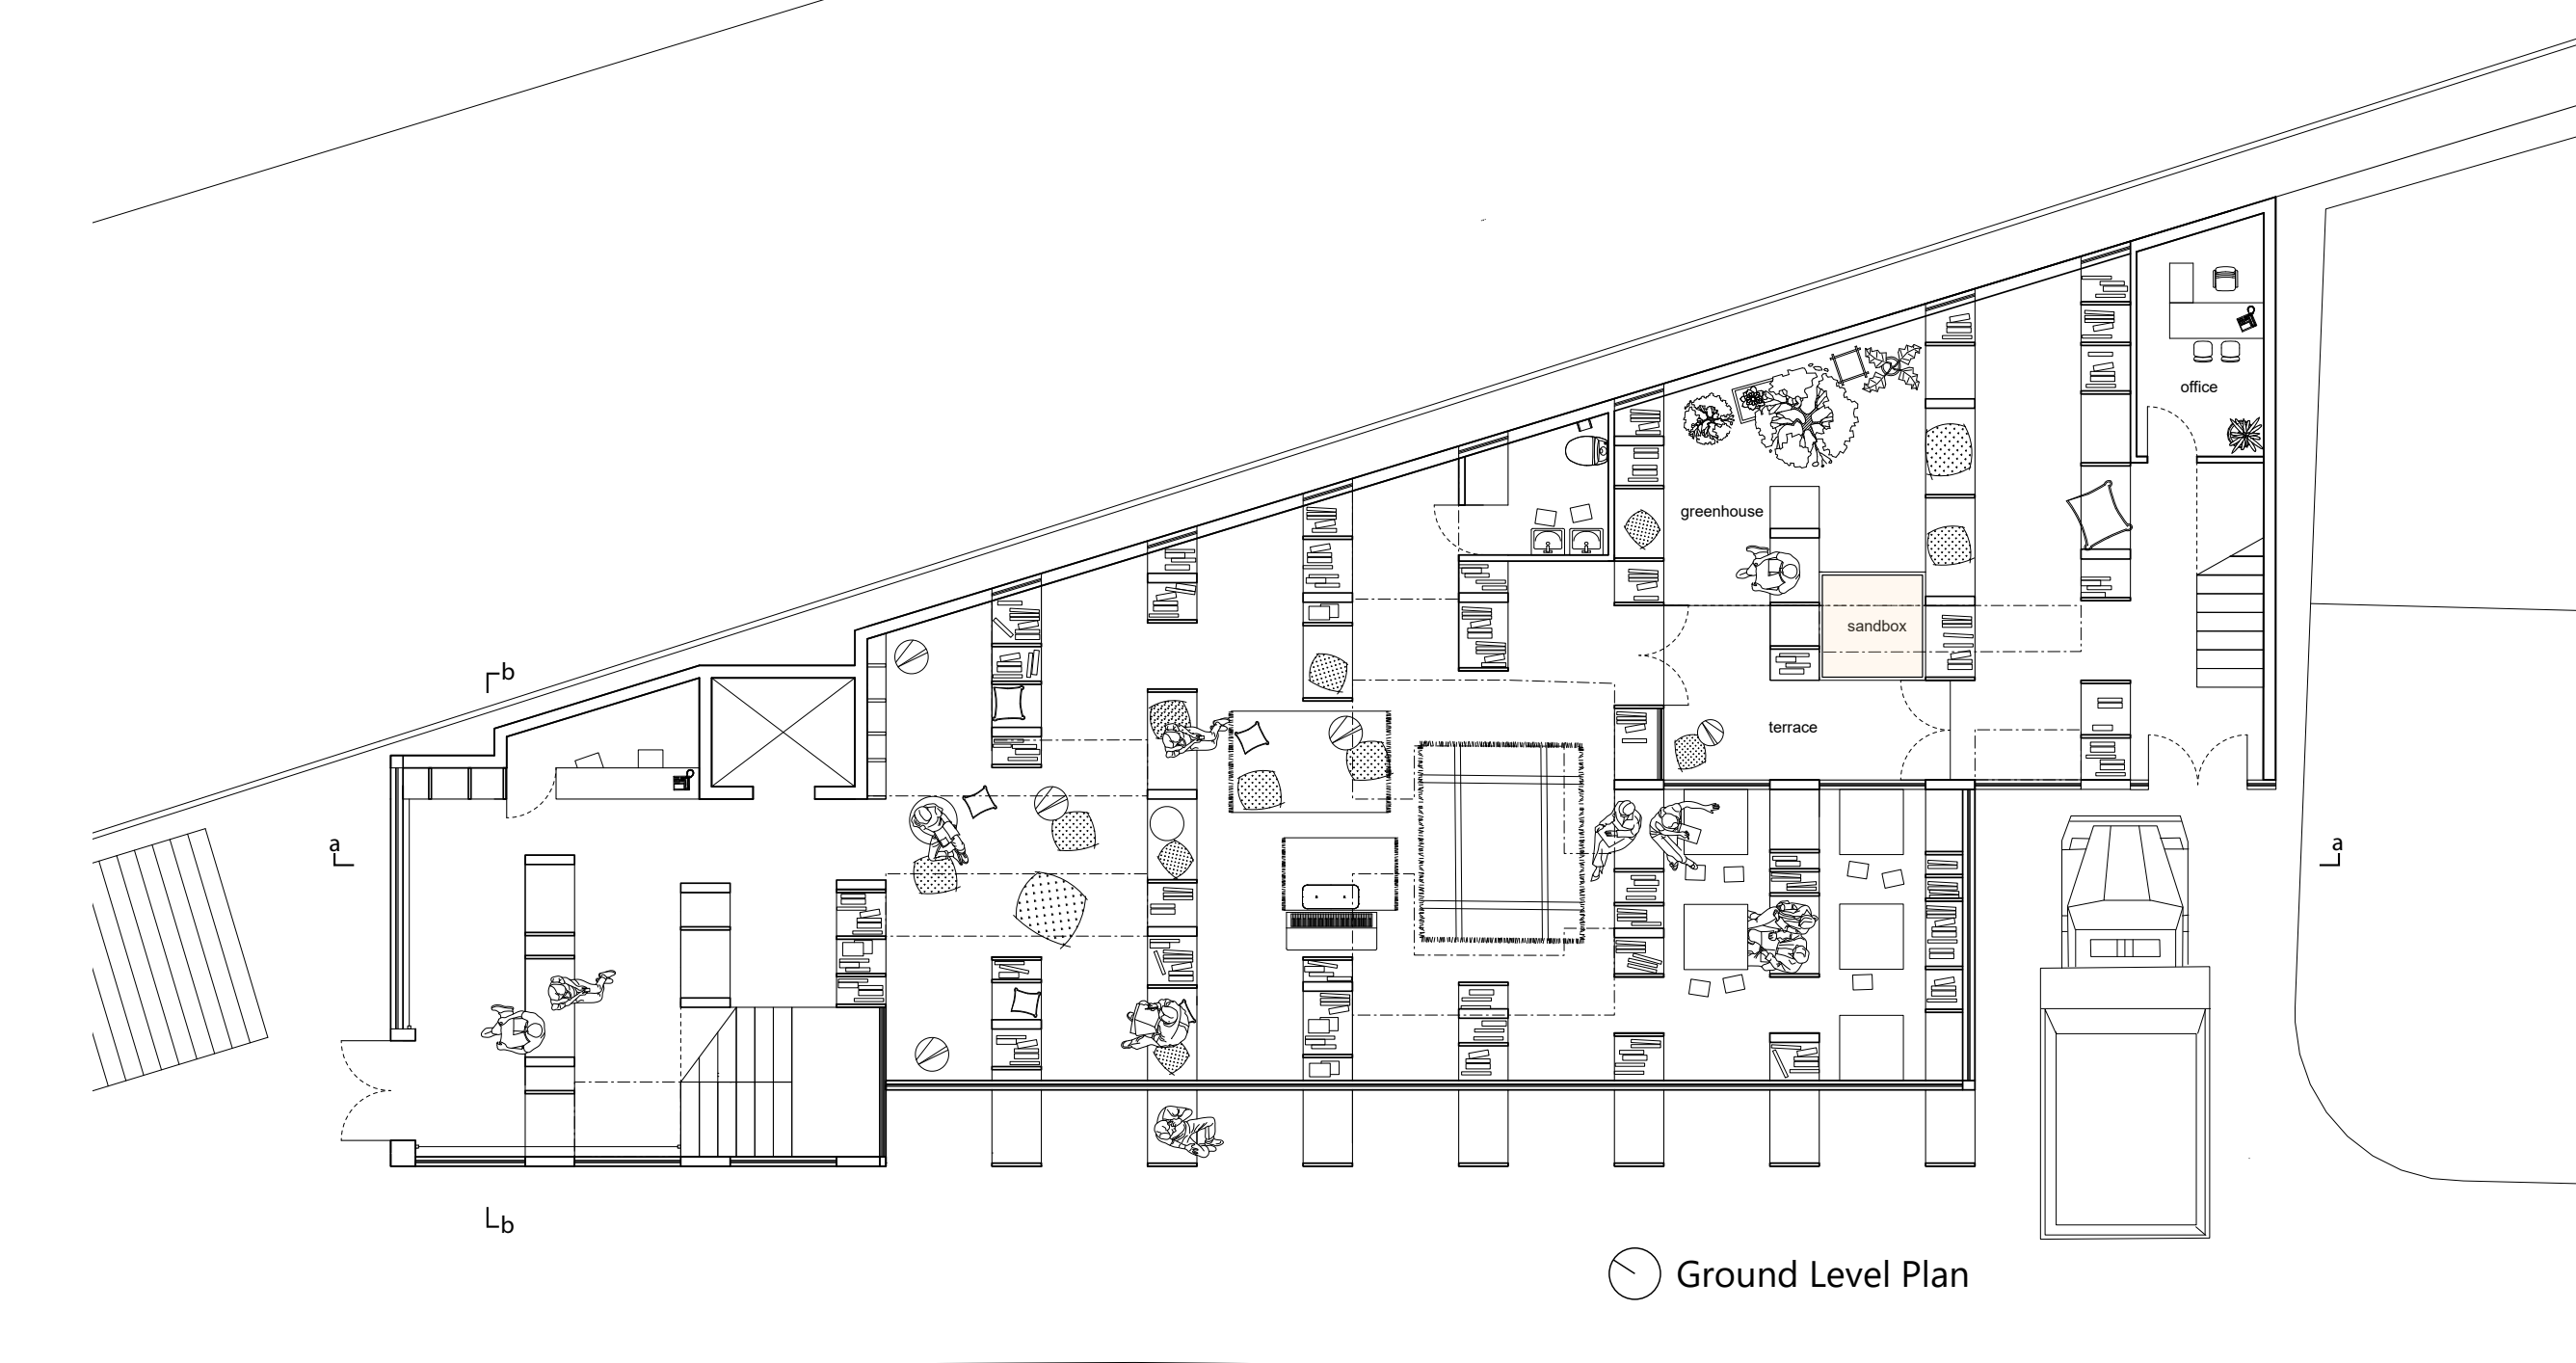 office
greenhouse
sandbox
b
terrace
a
a
b
Ground Level Plan